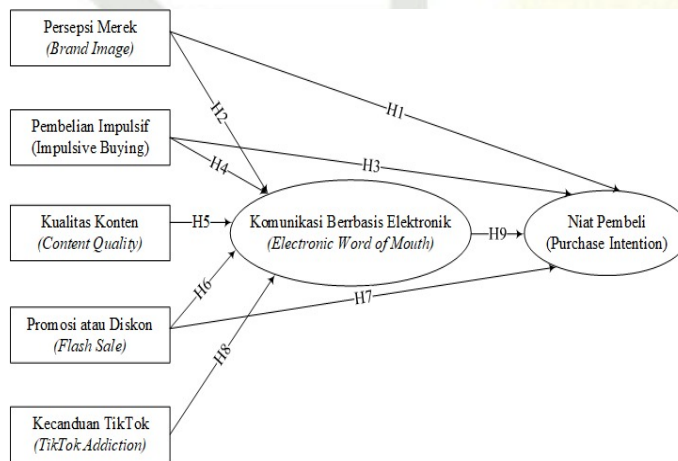 Persepsi Merek
(Brand Image)
H1
H2
Pembelian Impulsif
(Impulsive Buying)
H3
H4
Kualitas Konten
(Content Quality)
H5
Komunikasi Berrbasis Elektronik
(Electronic Word of Mouth)
H9
Niat Pembeli
(Purchase Intention)
H6
H7
Promosi atau Diskon
(Flash Sale)
H8
Kecanduan TikTok
(TikTok Addiction)